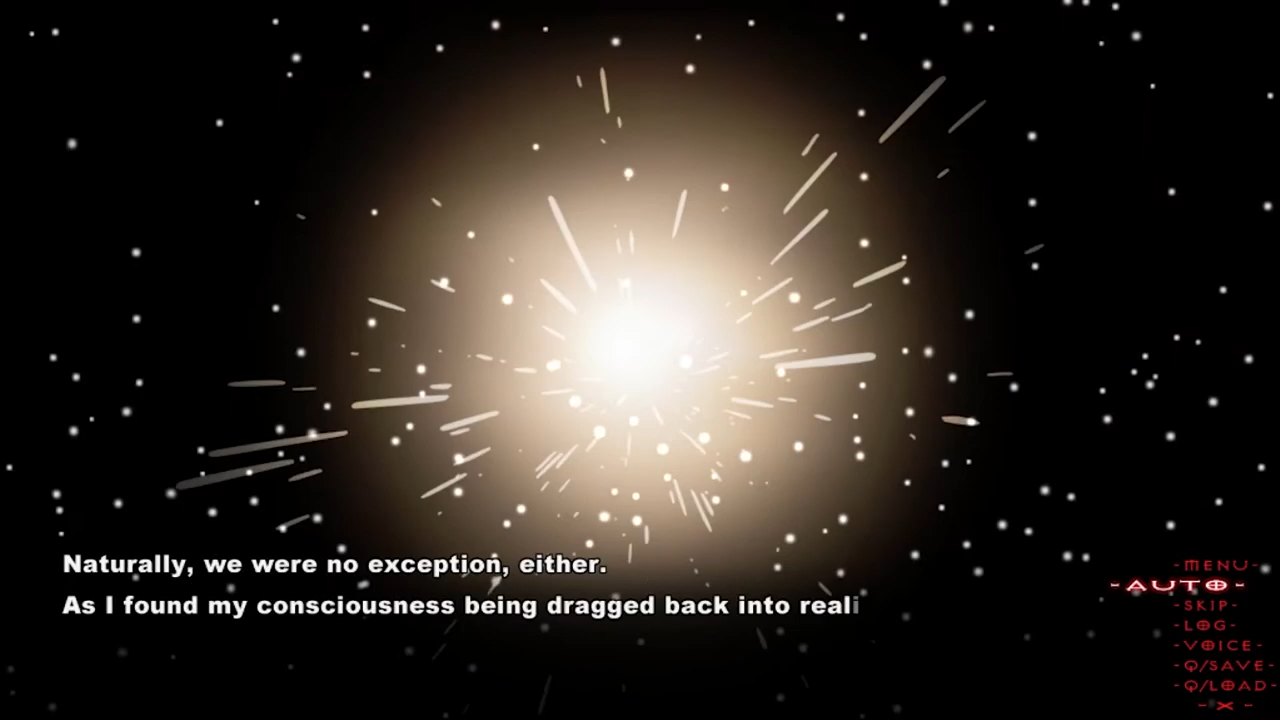 Naturally, we were no exception, either.
As I found my consciousness being dragged back into reali
-MENU-
-AUTO-
-SKIP-
-LOG-
-VOICE-
-Q/SAVE-
-Q/LOAD-
-X-